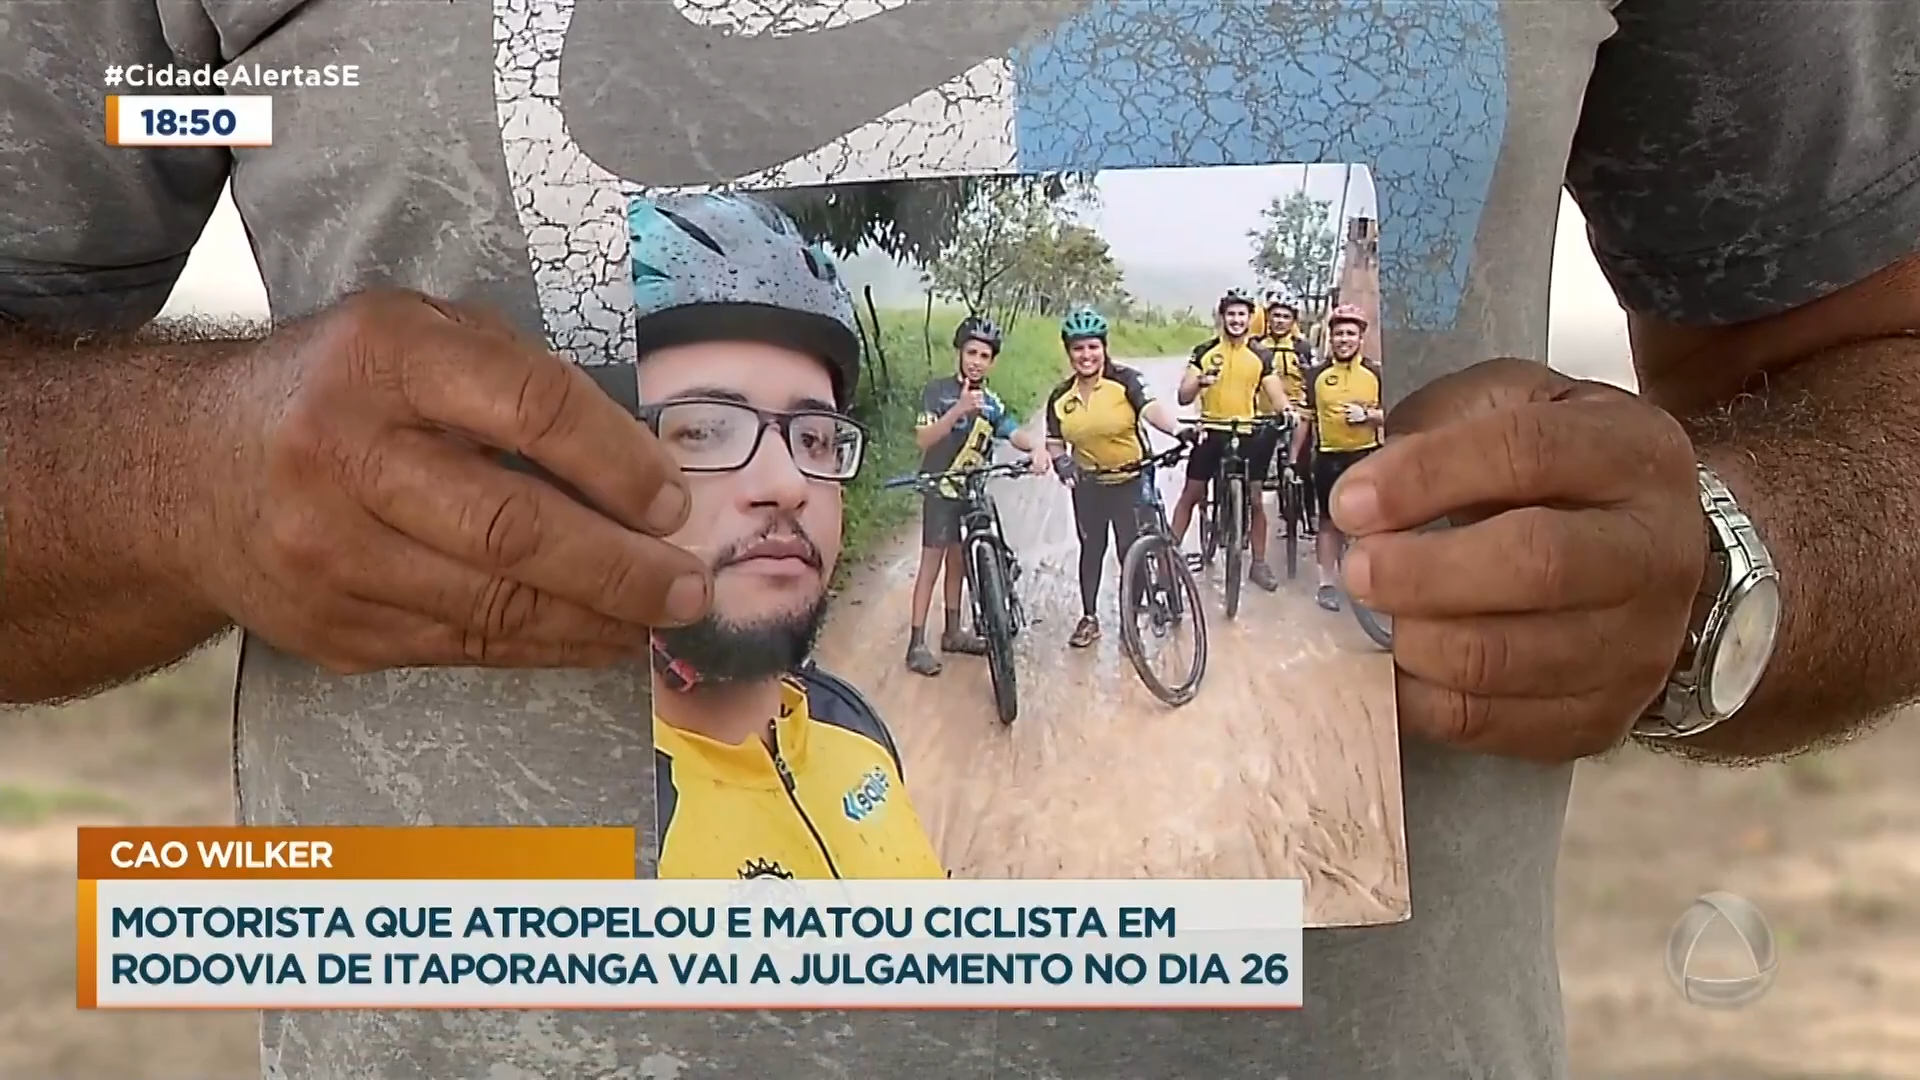 #CidadeAlertaSE
18:50
CAO WILKER
MOTORISTA QUE ATROPELOU E MATOU CICLISTA EM
RODOVIA DE ITAPORANGA VAI A JULGAMENTO NO DIA 26